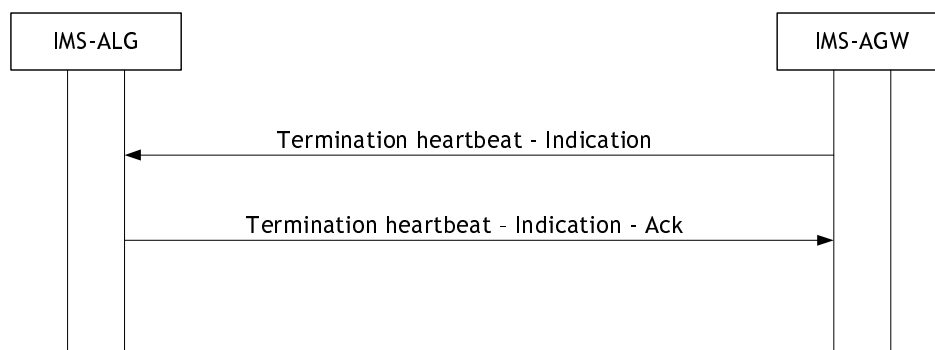 IMS-ALG
IMS-AGW
Termination heartbeat - Indication
Termination heartbeat – Indication - Ack